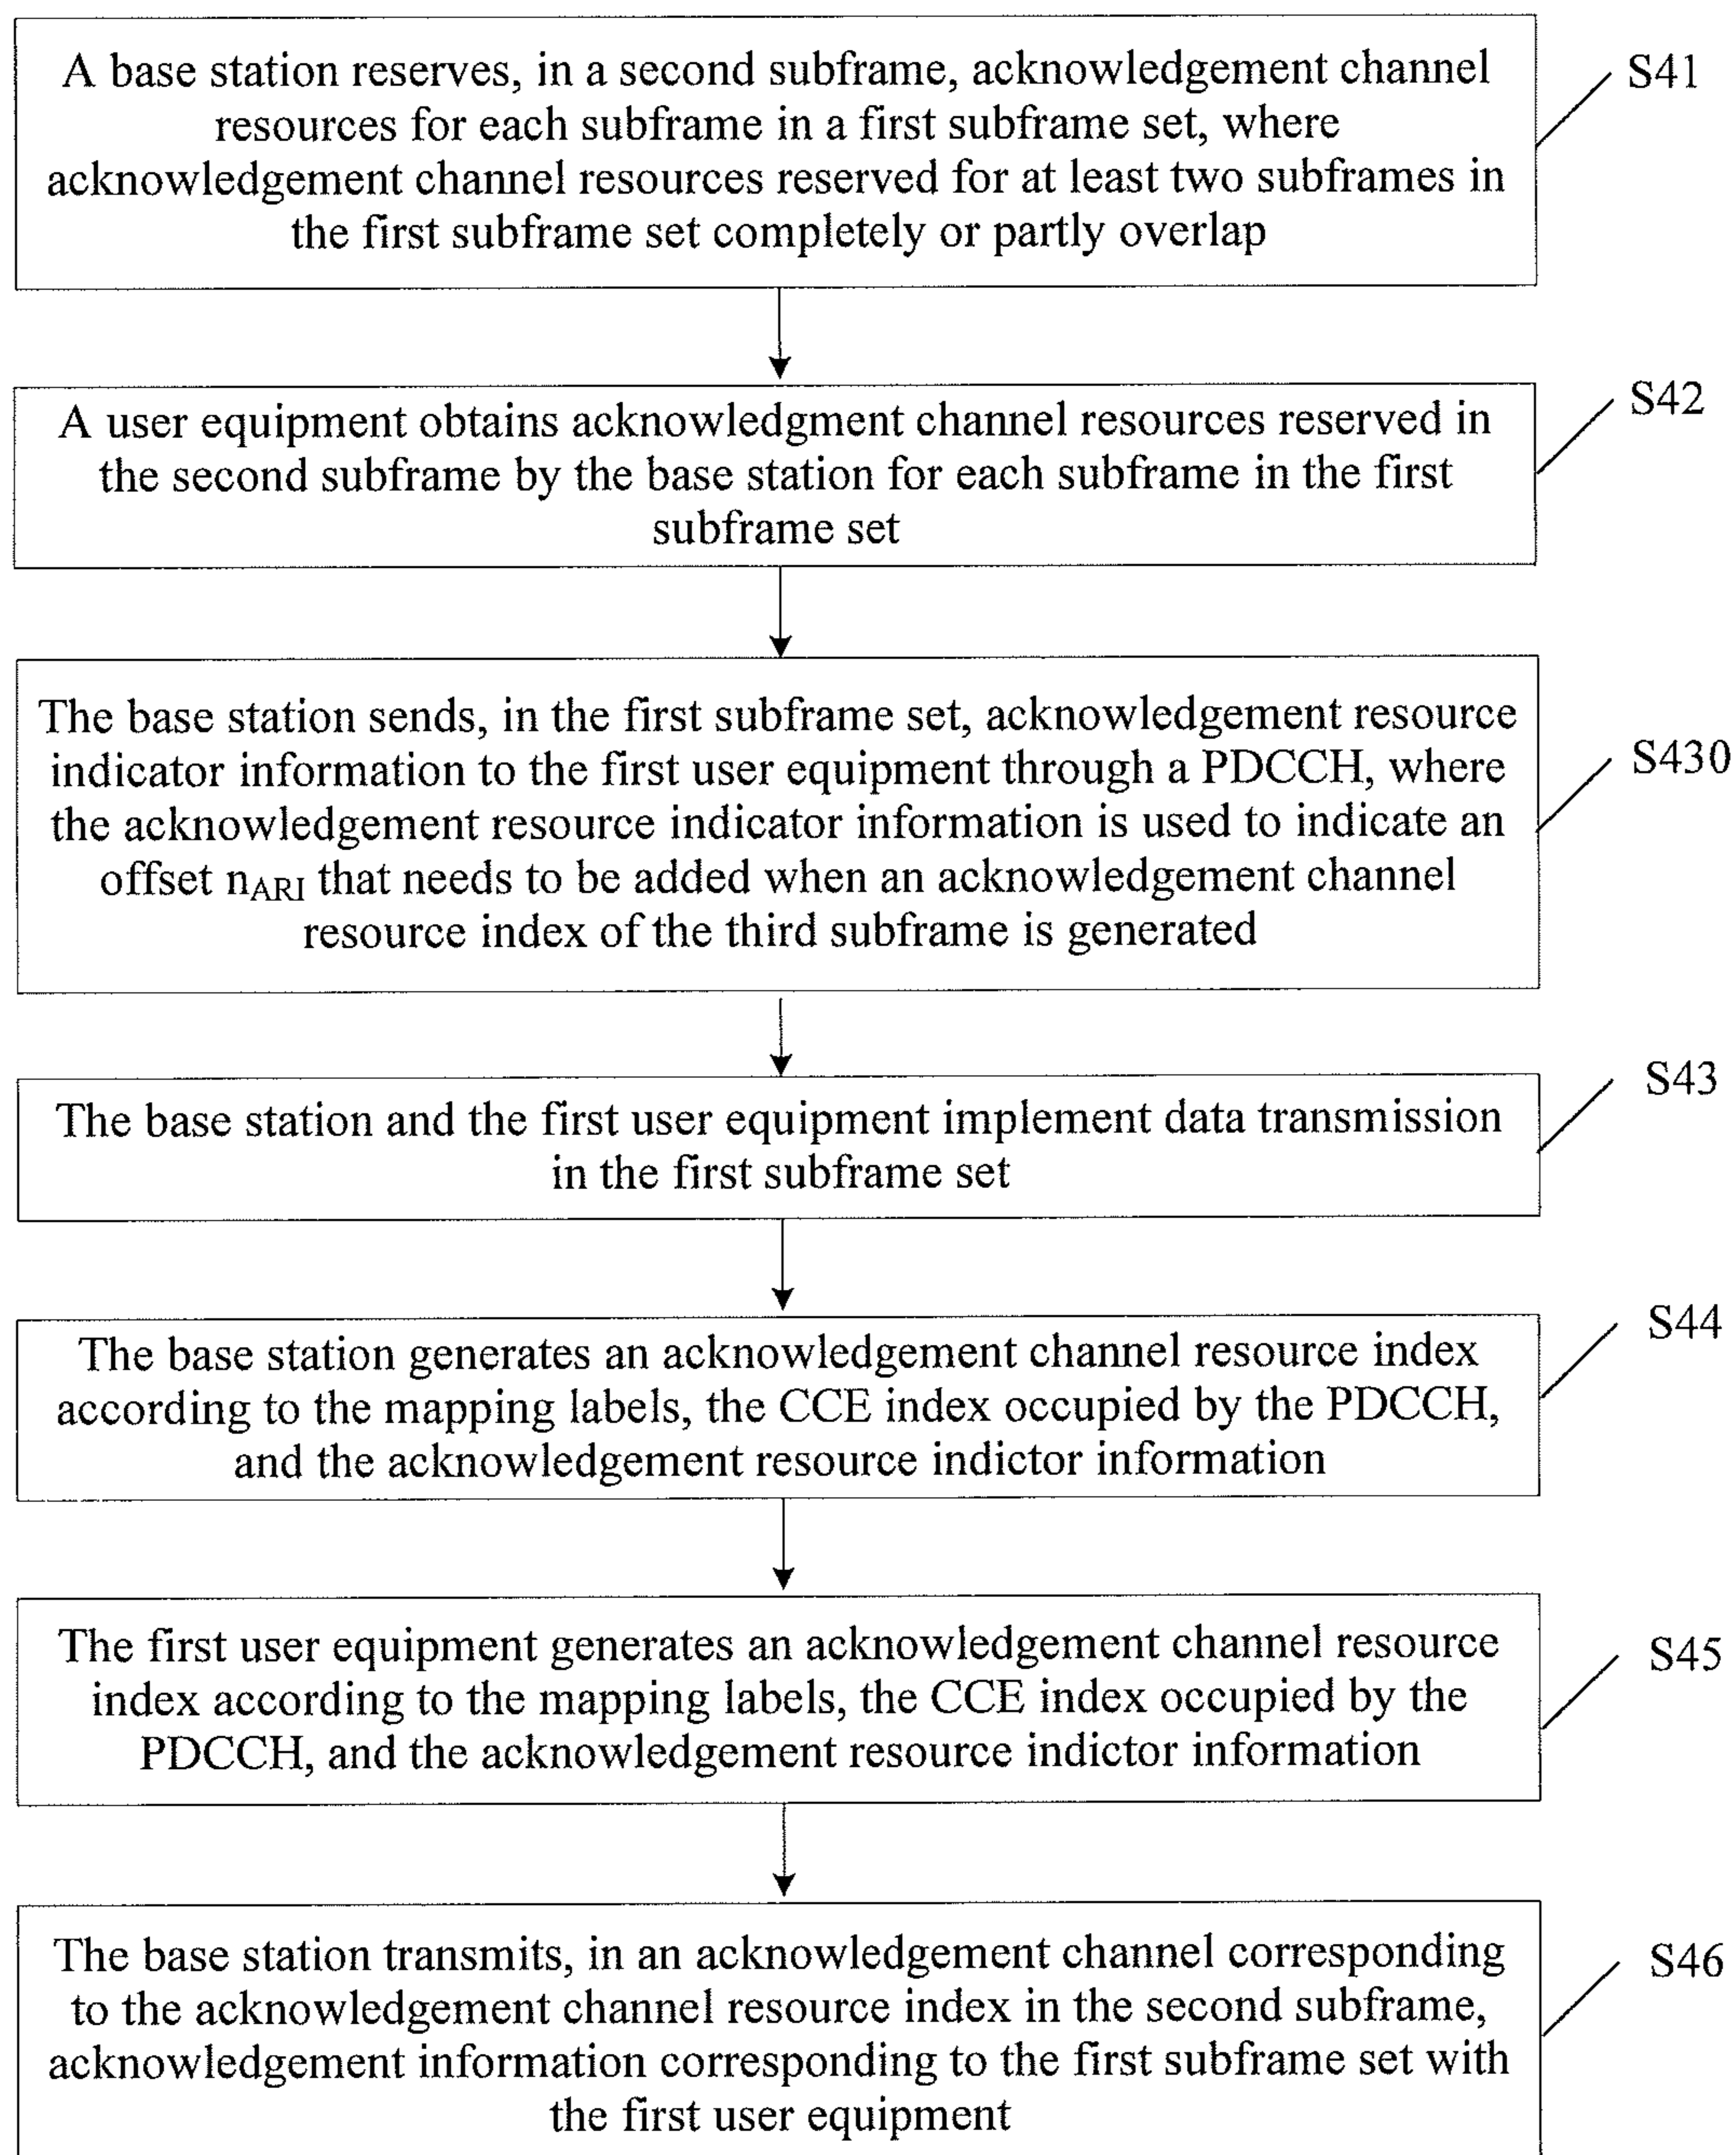 A base station reserves, in a second subframe, acknowledgement channel
resources for each subframe in a first subframe set, where
acknowledgement channel resources reserved for at least two subframes in
the first subframe set completely or partly overlap
S41
A user equipment obtains acknowledgment channel resources reserved in
the second subframe by the base station for each subframe in the first
subframe set
S42
The base station sends, in the first subframe set, acknowledgement resource
indicator information to the first user equipment through a PDCCH, where
the acknowledgement resource indicator information is used to indicate an
offset nARI that needs to be added when an acknowledgement channel
resource index of the third subframe is generated
S430
The base station and the first user equipment implement data transmission
in the first subframe set
S43
The base station generates an acknowledgement channel resource index
according to the mapping labels, the CCE index occupied by the PDCCH,
and the acknowledgement resource indictor information
S44
The first user equipment generates an acknowledgement channel resource
index according to the mapping labels, the CCE index occupied by the
PDCCH, and the acknowledgement resource indictor information
S45
The base station transmits, in an acknowledgement channel corresponding
to the acknowledgement channel resource index in the second subframe,
acknowledgement information corresponding to the first subframe set with
the first user equipment
S46